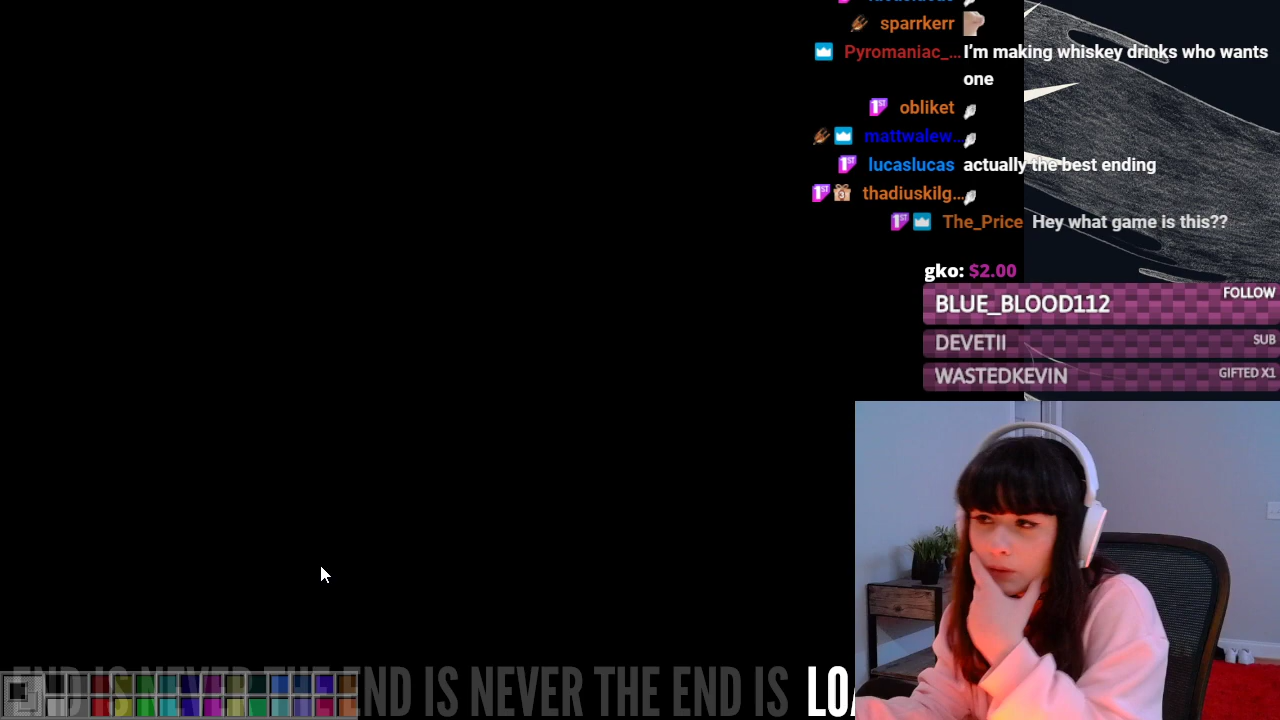 sparrkerr
Pyromaniac_… I'm making whiskey drinks who wants
one
obliket
mattwalew…
lucaslucas actually the best ending
thadiuskilg…
The_Price Hey what game is this??
gko: $2.00
BLUE_BLOOD112 FOLLOW
DEVETII SUB
WASTEDKEVIN GIFTED X1
END IS NEVER THE END IS NEVER THE END IS LOA